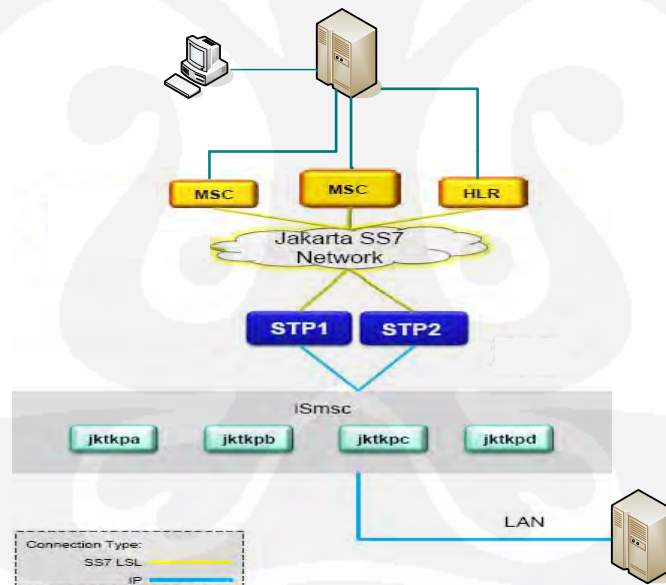 MSC
MSC
HLR
Jakarta SS7
Network
STP1
STP2
iSmsc
jktkpa
jktkpb
jktkpc
jktkpd
LAN
Connection Type:
SS7 LSL
IP